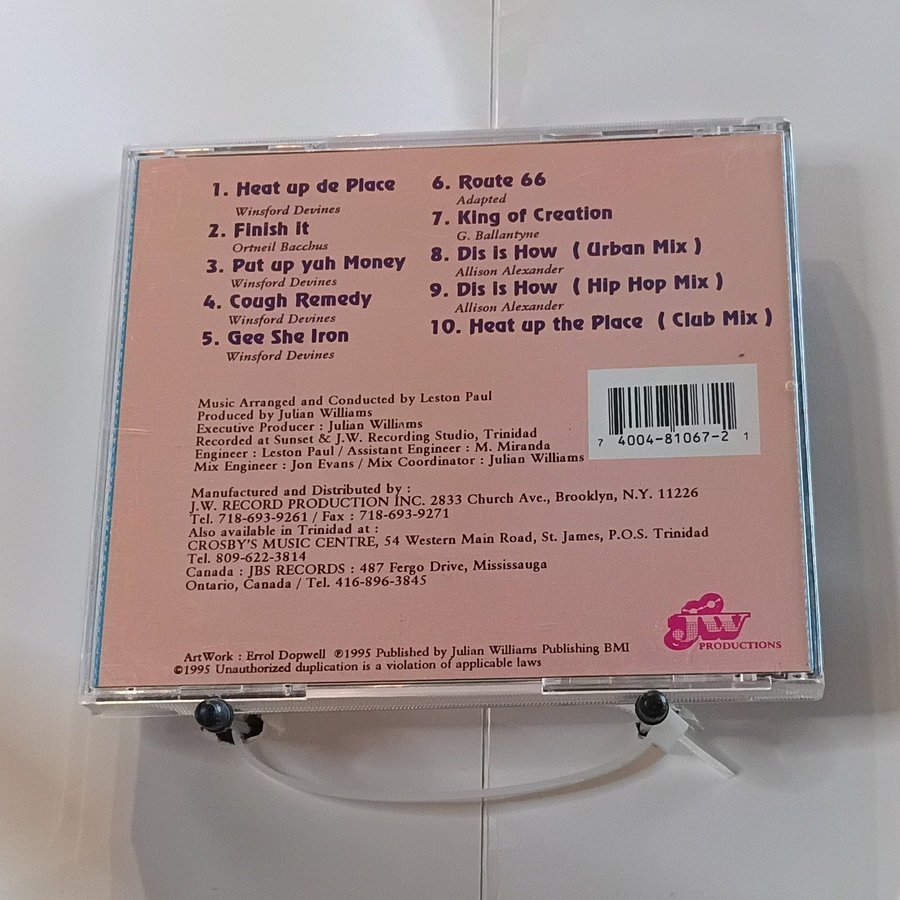 1. Heat up de Place
Winsford Devines
2. Finish it
Ortneil Bacchus
3. Put up yuh Money
Winsford Devines
4. Cough Remedy
Winsford Devines
5. Gee She Iron
Winsford Devines
6. Route 66
Adapted
7. King of Creation
G. Ballantyne
8. Dis is How ( Urban Mix )
Allison Alexander
9. Dis is How ( Hip Hop Mix )
Allison Alexander
10. Heat up the Place ( Club Mix )
Music Arranged and Conducted by Leston Paul
Produced by Julian Williams
Executive Producer : Julian Williams
Recorded at Sunset & J.W. Recording Studio, Trinidad
Engineer : Leston Paul / Assistant Engineer : M. Miranda
Mix Engineer : Jon Evans / Mix Coordinator : Julian Williams
7 4004-81067-2 1
Manufactured and Distributed by :
J.W. RECORD PRODUCTION INC. 2833 Church Ave., Brooklyn, N.Y. 11226
Tel. 718-693-9261 / Fax : 718-693-9271
Also available in Trinidad at :
CROSBY'S MUSIC CENTRE, 54 Western Main Road, St. James, P.O.S. Trinidad
Tel. 809-622-3814
Canada : JBS RECORDS : 487 Fergo Drive, Mississauga
Ontario, Canada / Tel. 416-896-3845
JW
PRODUCTIONS
ArtWork : Errol Dopwell ℗1995 Published by Julian Williams Publishing BMI
©1995 Unauthorized duplication is a violation of applicable laws